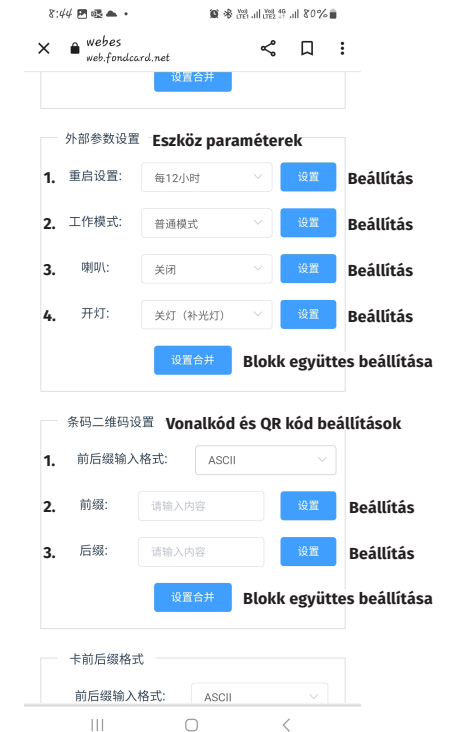 8:44
Vo)) LTE1 .ıll Vo)) LTE2 4G .ıll 80%
webes
web.fondcard.net
设置合并
外部参数设置 Eszköz paraméterek
1. 重启设置: 每12小时 设置 Beállítás
2. 工作模式: 普通模式 设置 Beállítás
3. 喇叭: 关闭 设置 Beállítás
4. 开灯: 关灯（补光灯） 设置 Beállítás
设置合并 Blokk együttes beállítása
条码二维码设置 Vonalkód és QR kód beállítások
1. 前后缀输入格式: ASCII
2. 前缀: 请输入内容 设置 Beállítás
3. 后缀: 请输入内容 设置 Beállítás
设置合并 Blokk együttes beállítása
卡前后缀格式
前后缀输入格式: ASCII